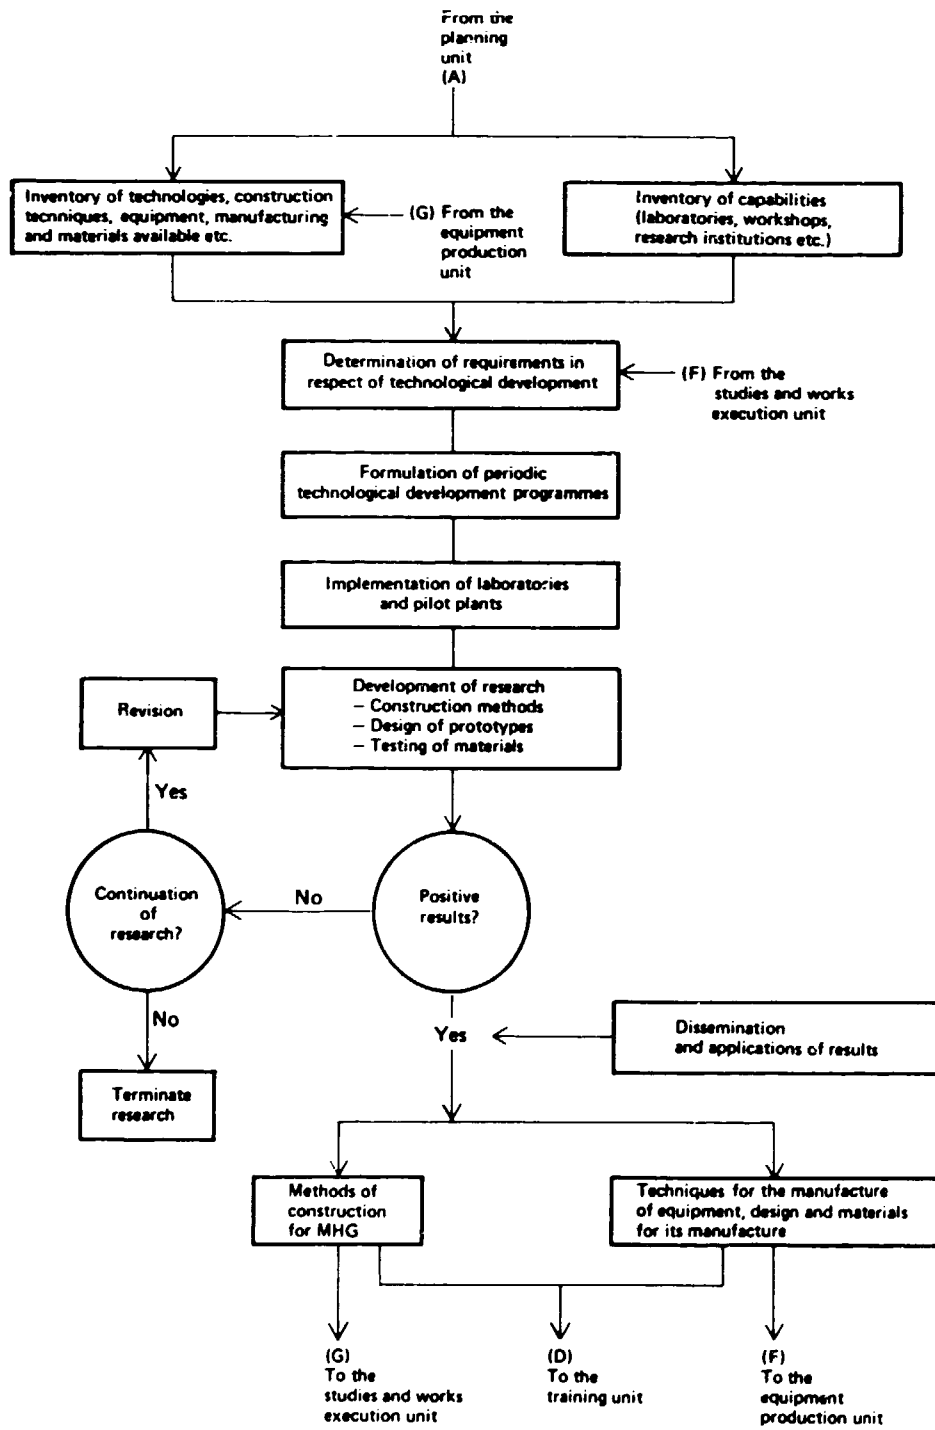 From the
planning
unit
(A)
Inventory of technologies, construction
tecnniques, equipment, manufacturing
and materials available etc.
(G) From the
equipment
production
unit
Inventory of capabilities
(laboratories, workshops,
research institutions etc.)
Determination of requirements in
respect of technological development
(F) From the
studies and works
execution unit
Formulation of periodic
technological development programmes
Implementation of laboratories
and pilot plants
Development of research
– Construction methods
– Design of prototypes
– Testing of materials
Revision
Yes
Continuation
of
research?
No
Positive
results?
No
Yes
Dissemination
and applications of results
Terminate
research
Methods of
construction
for MHG
Techniques for the manufacture
of equipment, design and materials
for its manufacture
(G)
To the
studies and works
execution unit
(D)
To the
training unit
(F)
To the
equipment
production unit